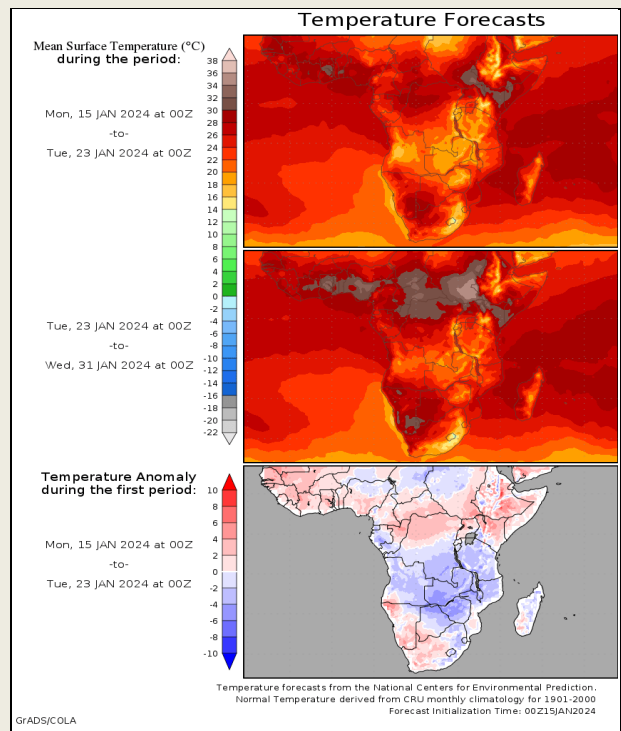 Temperature Forecasts
Mean Surface Temperature (°C)
during the period:
38
36
34
32
30
28
26
24
22
20
18
16
14
12
10
8
6
4
2
0
-2
-4
-6
-8
-10
-12
-14
-16
-18
-20
-22
Mon, 15 JAN 2024 at 00Z
-to-
Tue, 23 JAN 2024 at 00Z
Tue, 23 JAN 2024 at 00Z
-to-
Wed, 31 JAN 2024 at 00Z
Temperature Anomaly
during the first period:
10
8
6
4
2
0
-2
-4
-6
-8
-10
Mon, 15 JAN 2024 at 00Z
-to-
Tue, 23 JAN 2024 at 00Z
Temperature forecasts from the National Centers for Environmental Prediction.
Normal Temperature derived from CRU monthly climatology for 1901-2000
Forecast Initialization Time: 00Z15JAN2024
GrADS/COLA